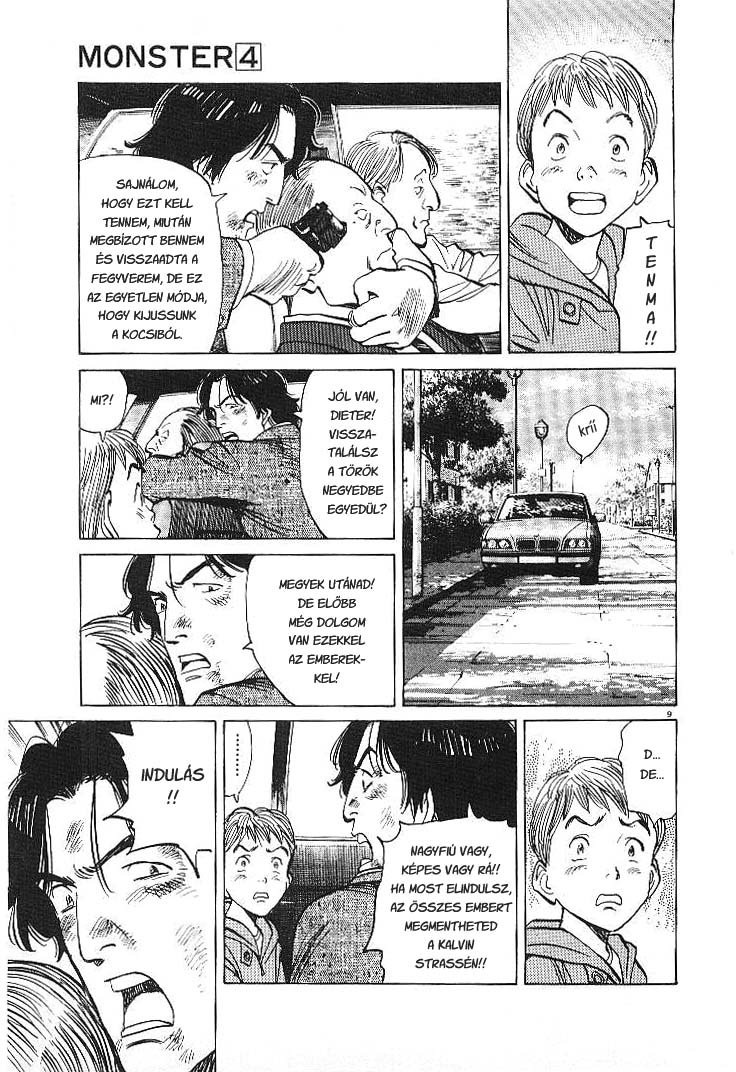 MONSTER 4
TENMA!!
SAJNÁLOM,
HOGY EZT KELL
TENNEM, MIUTÁN
MEGBÍZOTT BENNEM
ÉS VISSZAADTA A
FEGYVEREM, DE EZ
AZ EGYETLEN MÓDJA,
HOGY KIJUSSUNK
A KOCSIBÓL.
kríí
JÓL VAN,
DIETER!
VISSZA-
TALÁLSZ
A TÖRÖK
NEGYEDBE
EGYEDÜL?
MI?!
MEGYEK UTÁNAD!
DE ELŐBB
MÉG DOLGOM
VAN EZEKKEL
AZ EMBEREK-
KEL!
9
D...
DE...
NAGYFIÚ VAGY,
KÉPES VAGY RÁ!!
HA MOST ELINDULSZ,
AZ ÖSSZES EMBERT
MEGMENTHETED
A KALVIN
STRASSÉN!!
.........
INDULÁS
!!